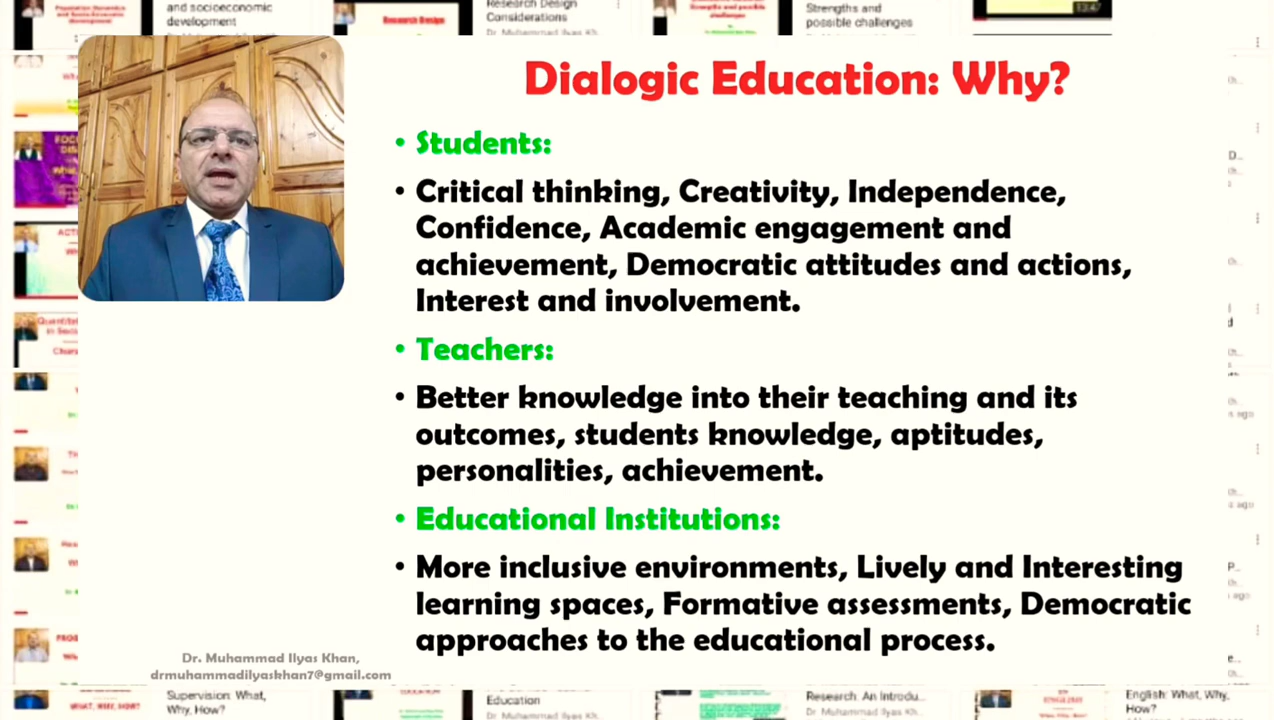 and socioeconomic
development
Research Design
Considerations
Strengths and
possible challenges
13:47
Research Design
Dialogic Education: Why?
• Students:
• Critical thinking, Creativity, Independence,
Confidence, Academic engagement and
achievement, Democratic attitudes and actions,
Interest and involvement.
• Teachers:
• Better knowledge into their teaching and its
outcomes, students knowledge, aptitudes,
personalities, achievement.
• Educational Institutions:
• More inclusive environments, Lively and Interesting
learning spaces, Formative assessments, Democratic
approaches to the educational process.
Dr. Muhammad Ilyas Khan,
drmuhammadilyaskhan7@gmail.com
Supervision: What,
Why, How?
Education
Research: An Introdu...
English: What, Why,
How?